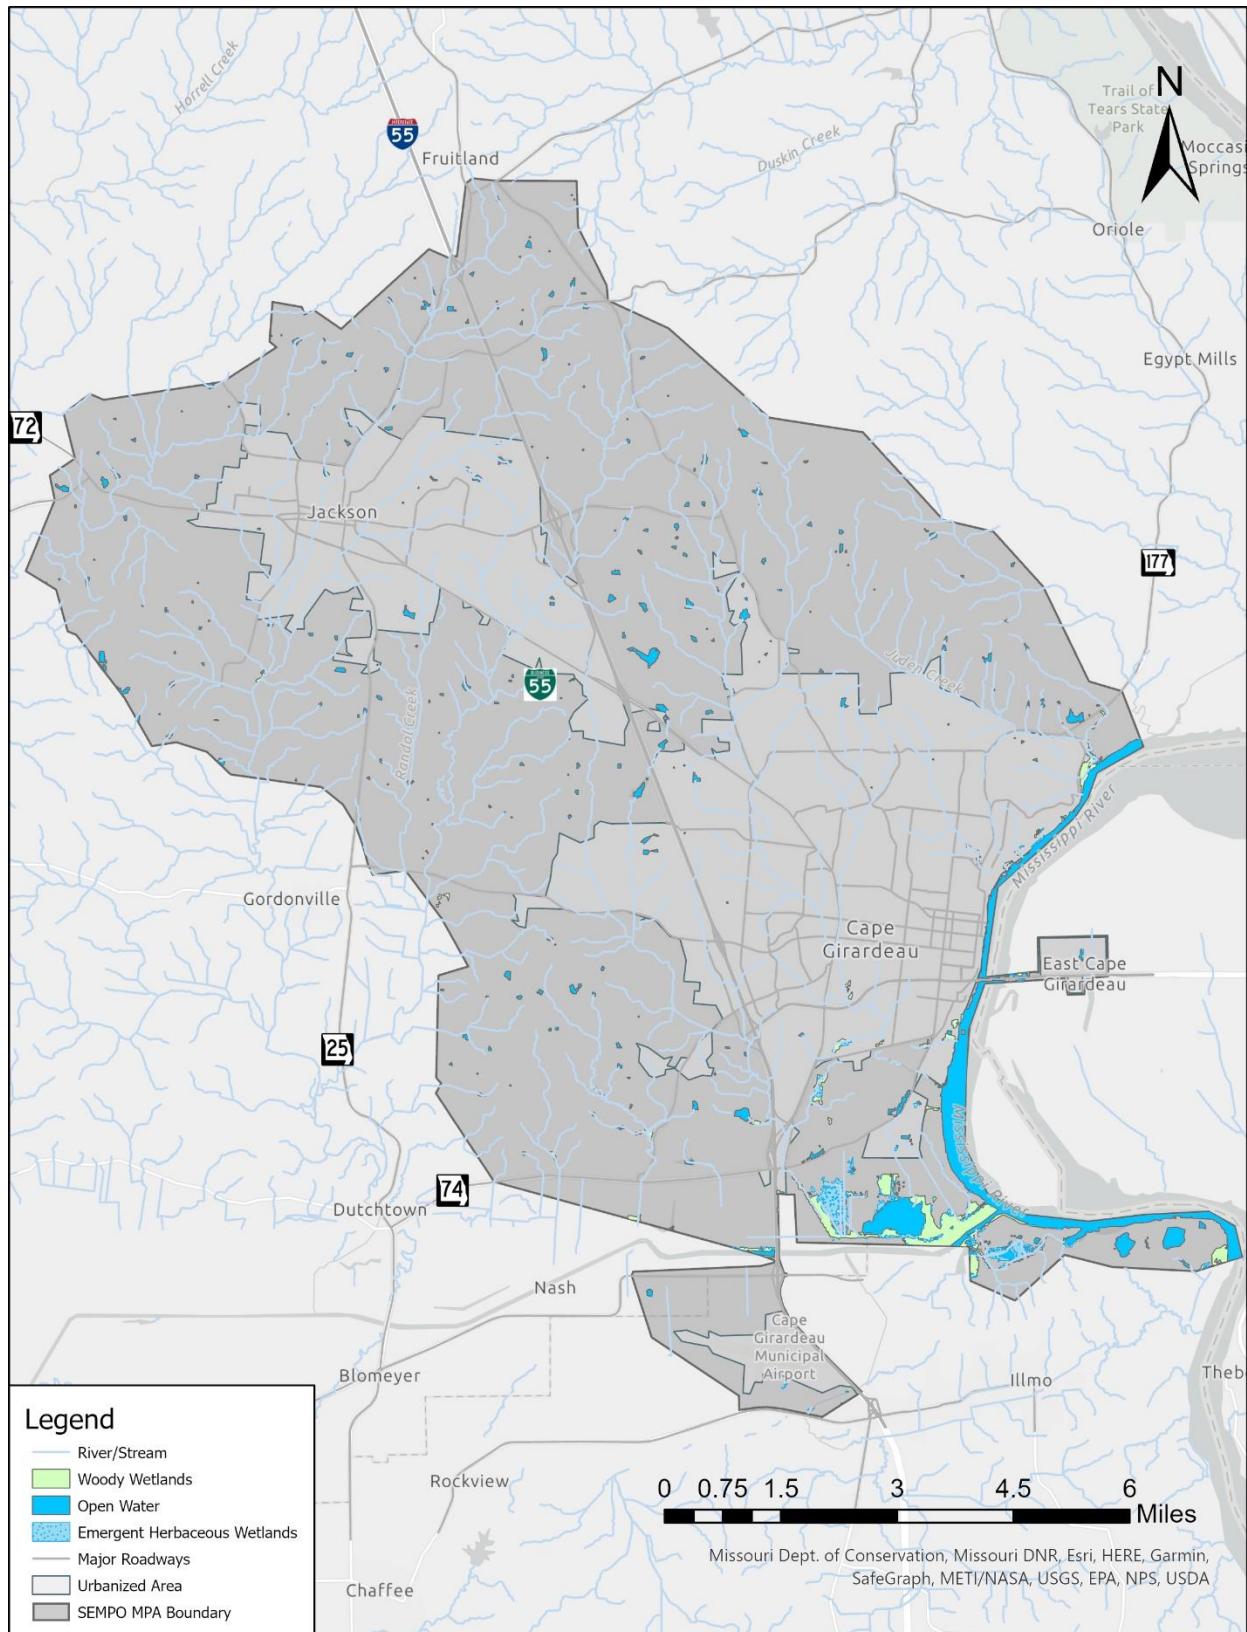 Horrell Creek
INTERSTATE
55
Fruitland
Duskin Creek
Trail of
Tears State
Park
N
Moccasi
Springs
Oriole
Egypt Mills
72
Jackson
177
Juden Creek
BUSINESS
55
Randol Creek
Mississippi River
Gordonville
Cape
Girardeau
East Cape
Girardeau
25
Mississippi River
74
Dutchtown
Nash
Cape
Girardeau
Municipal
Airport
Blomeyer
Illmo
Theb
Rockview
Chaffee
Legend
River/Stream
Woody Wetlands
Open Water
Emergent Herbaceous Wetlands
Major Roadways
Urbanized Area
SEMPO MPA Boundary
0 0.75 1.5 3 4.5 6
Miles
Missouri Dept. of Conservation, Missouri DNR, Esri, HERE, Garmin,
SafeGraph, METI/NASA, USGS, EPA, NPS, USDA